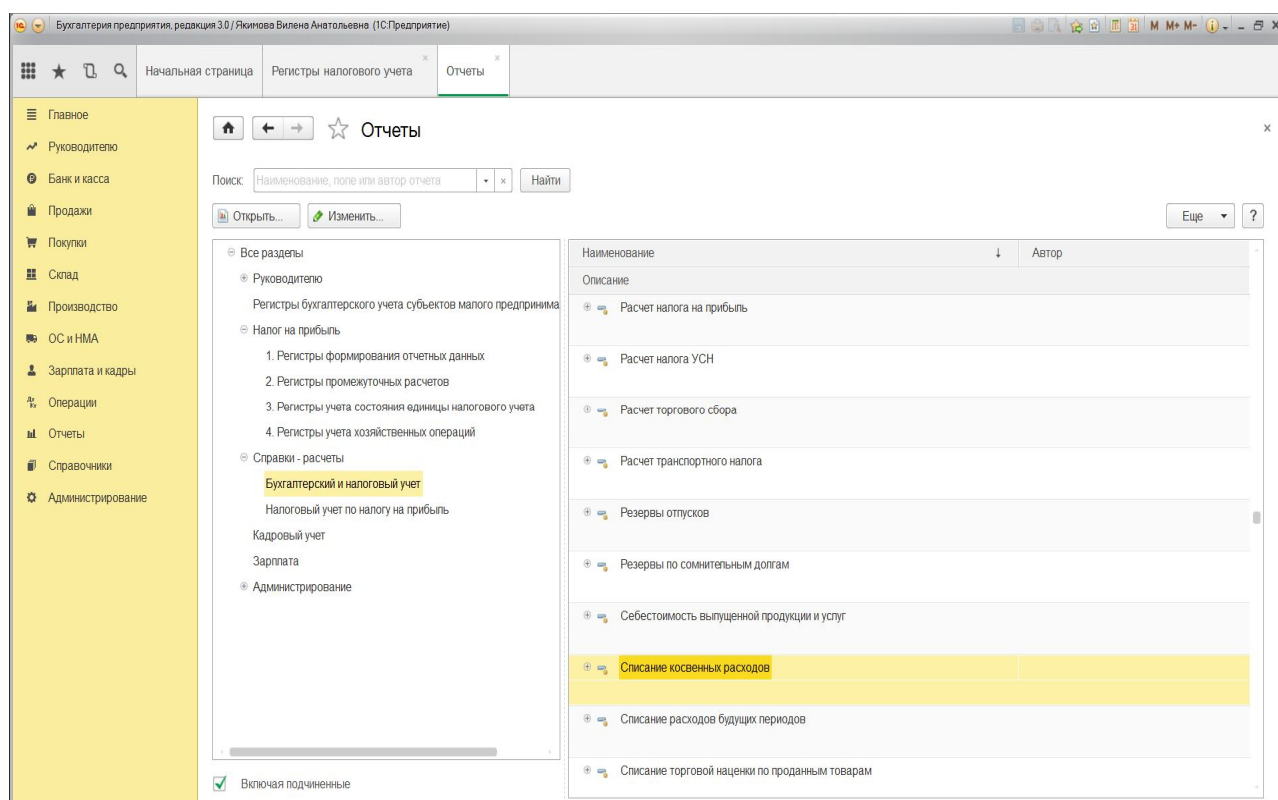 Бухгалтерия предприятия, редакция 3.0 / Якимова Вилена Анатольевна (1С:Предприятие)
M M+ M-
Начальная страница
Регистры налогового учета
Отчеты
Главное
Руководителю
Банк и касса
Продажи
Покупки
Склад
Производство
ОС и НМА
Зарплата и кадры
Операции
Отчеты
Справочники
Администрирование
Отчеты
Поиск: Наименование, поле или автор отчета Найти
Открыть... Изменить... Еще ?
Все разделы
Руководителю
Регистры бухгалтерского учета субъектов малого предпринима
Налог на прибыль
1. Регистры формирования отчетных данных
2. Регистры промежуточных расчетов
3. Регистры учета состояния единицы налогового учета
4. Регистры учета хозяйственных операций
Справки - расчеты
Бухгалтерский и налоговый учет
Налоговый учет по налогу на прибыль
Кадровый учет
Зарплата
Администрирование
Включая подчиненные
Наименование ↓ Автор
Описание
Расчет налога на прибыль
Расчет налога УСН
Расчет торгового сбора
Расчет транспортного налога
Резервы отпусков
Резервы по сомнительным долгам
Себестоимость выпущенной продукции и услуг
Списание косвенных расходов
Списание расходов будущих периодов
Списание торговой наценки по проданным товарам